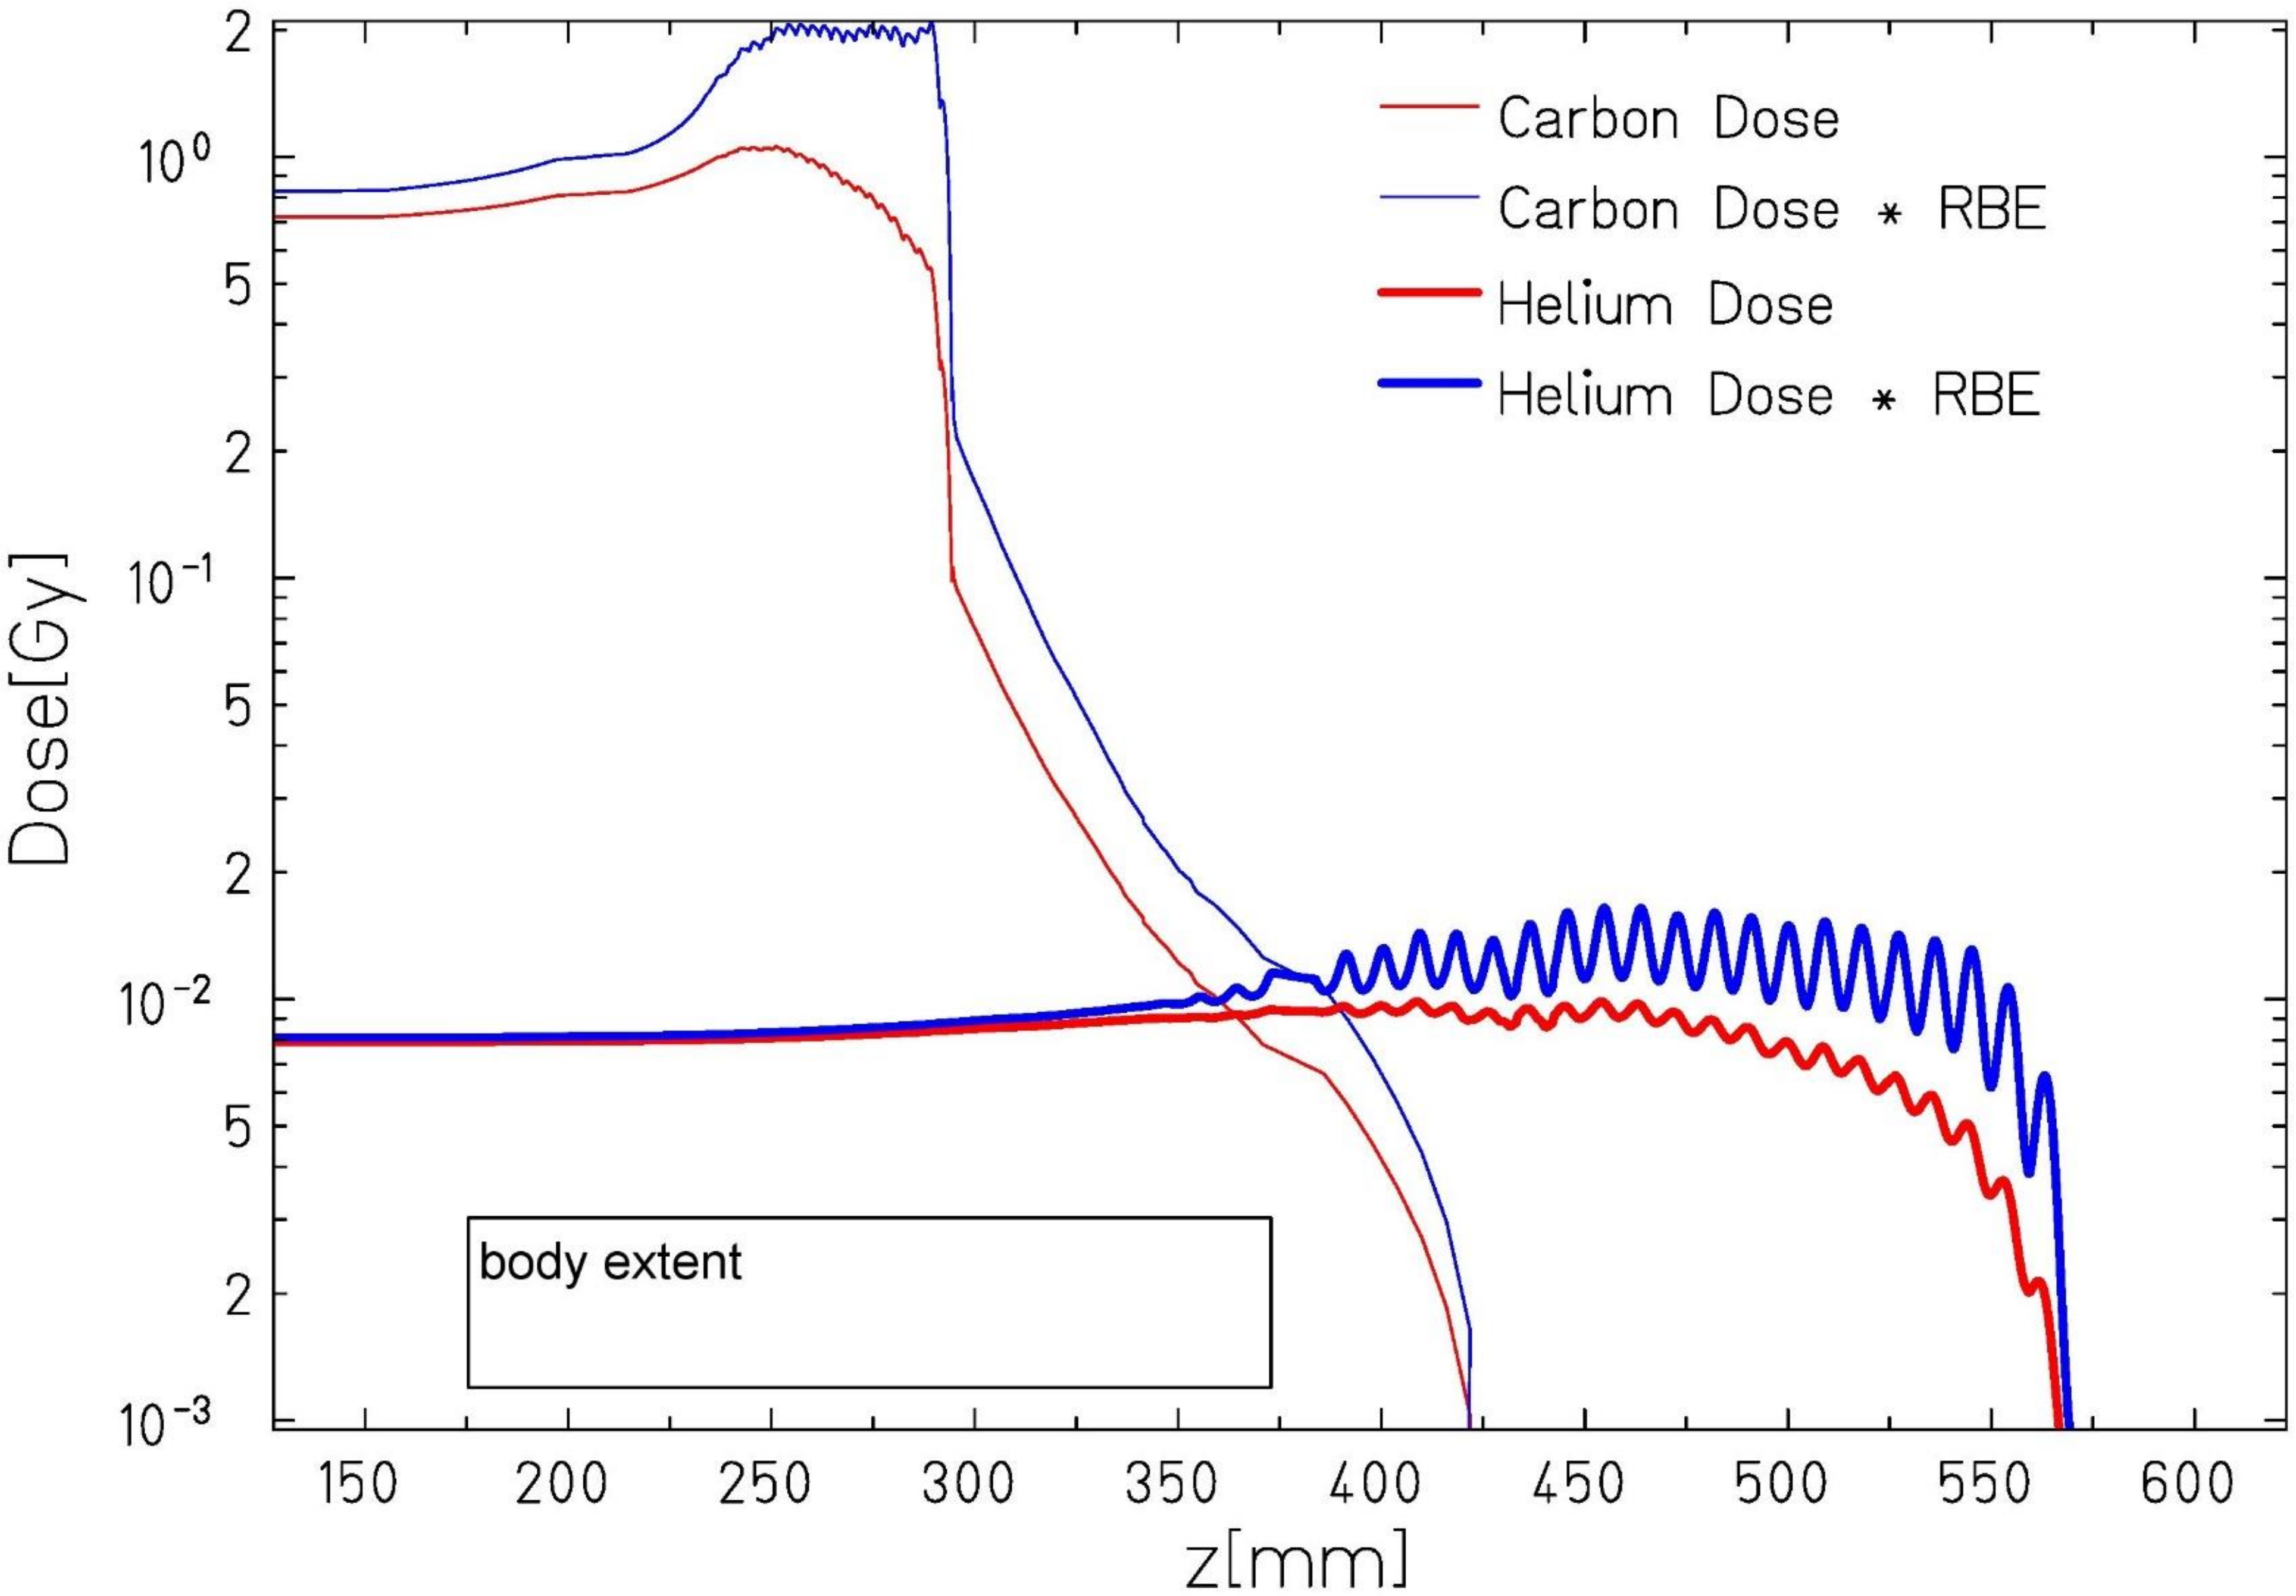 2
10⁰
5
2
10⁻¹
5
2
10⁻²
5
2
10⁻³
Dose[Gy]
Carbon Dose
Carbon Dose * RBE
Helium Dose
Helium Dose * RBE
body extent
150 200 250 300 350 400 450 500 550 600
z[mm]